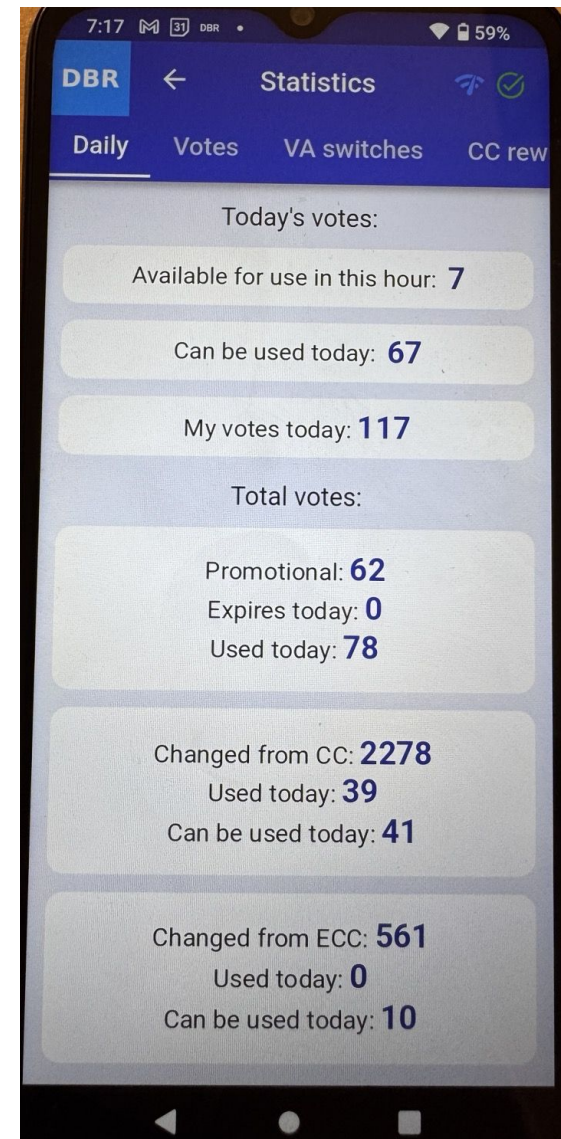 7:17 M 31 DBR 59%
DBR Statistics
Daily Votes VA switches CC rew
Today's votes:
Available for use in this hour: 7
Can be used today: 67
My votes today: 117
Total votes:
Promotional: 62
Expires today: 0
Used today: 78
Changed from CC: 2278
Used today: 39
Can be used today: 41
Changed from ECC: 561
Used today: 0
Can be used today: 10